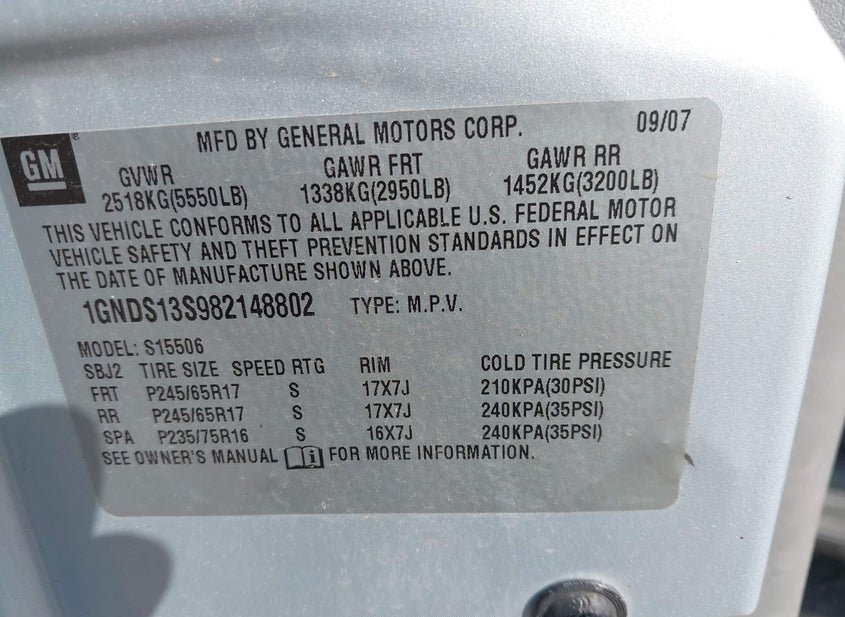 GM
MFD BY GENERAL MOTORS CORP. 09/07
GVWR GAWR FRT GAWR RR
2518KG(5550LB) 1338KG(2950LB) 1452KG(3200LB)
THIS VEHICLE CONFORMS TO ALL APPLICABLE U.S. FEDERAL MOTOR
VEHICLE SAFETY AND THEFT PREVENTION STANDARDS IN EFFECT ON
THE DATE OF MANUFACTURE SHOWN ABOVE.
1GNDS13S982148802 TYPE: M.P.V.
MODEL: S15506
SBJ2 TIRE SIZE SPEED RTG RIM COLD TIRE PRESSURE
FRT P245/65R17 S 17X7J 210KPA(30PSI)
RR P245/65R17 S 17X7J 240KPA(35PSI)
SPA P235/75R16 S 16X7J 240KPA(35PSI)
SEE OWNER'S MANUAL i FOR MORE INFORMATION.